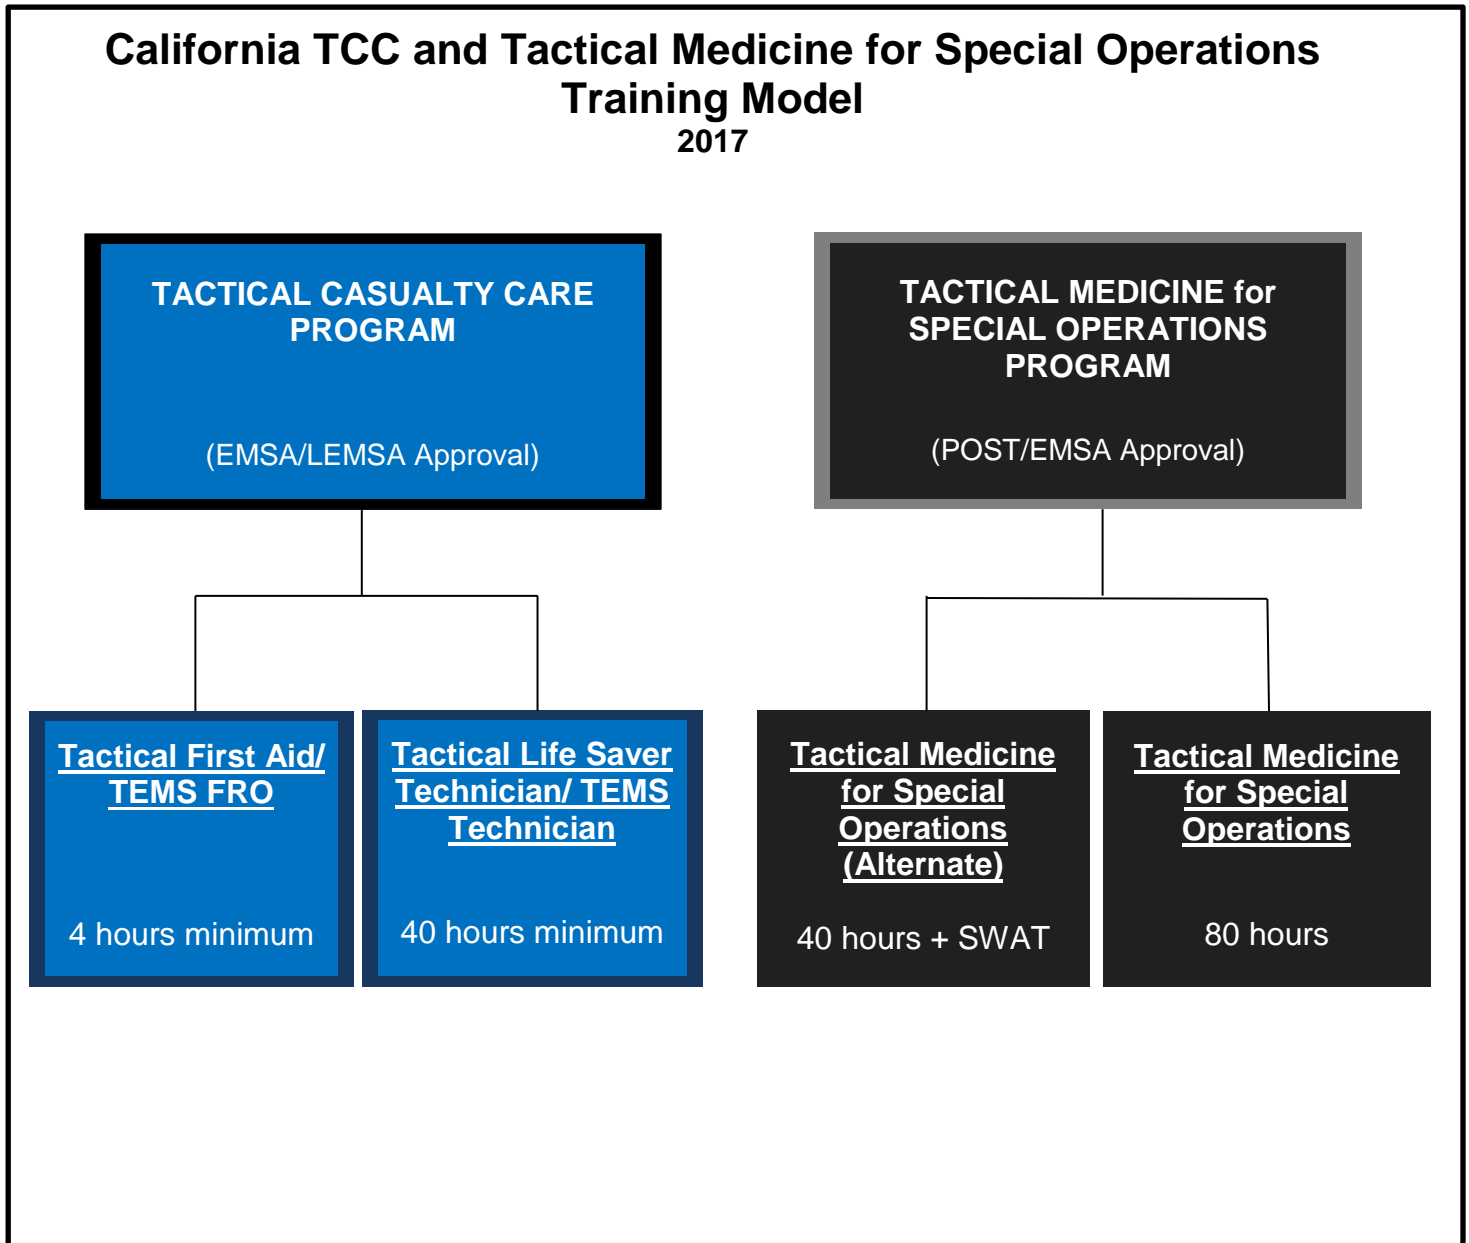 California TCC and Tactical Medicine for Special Operations
Training Model
2017
TACTICAL CASUALTY CARE
PROGRAM
(EMSA/LEMSA Approval)
TACTICAL MEDICINE for
SPECIAL OPERATIONS
PROGRAM
(POST/EMSA Approval)
Tactical First Aid/
TEMS FRO
4 hours minimum
Tactical Life Saver
Technician/ TEMS
Technician
40 hours minimum
Tactical Medicine
for Special
Operations
(Alternate)
40 hours + SWAT
Tactical Medicine
for Special
Operations
80 hours